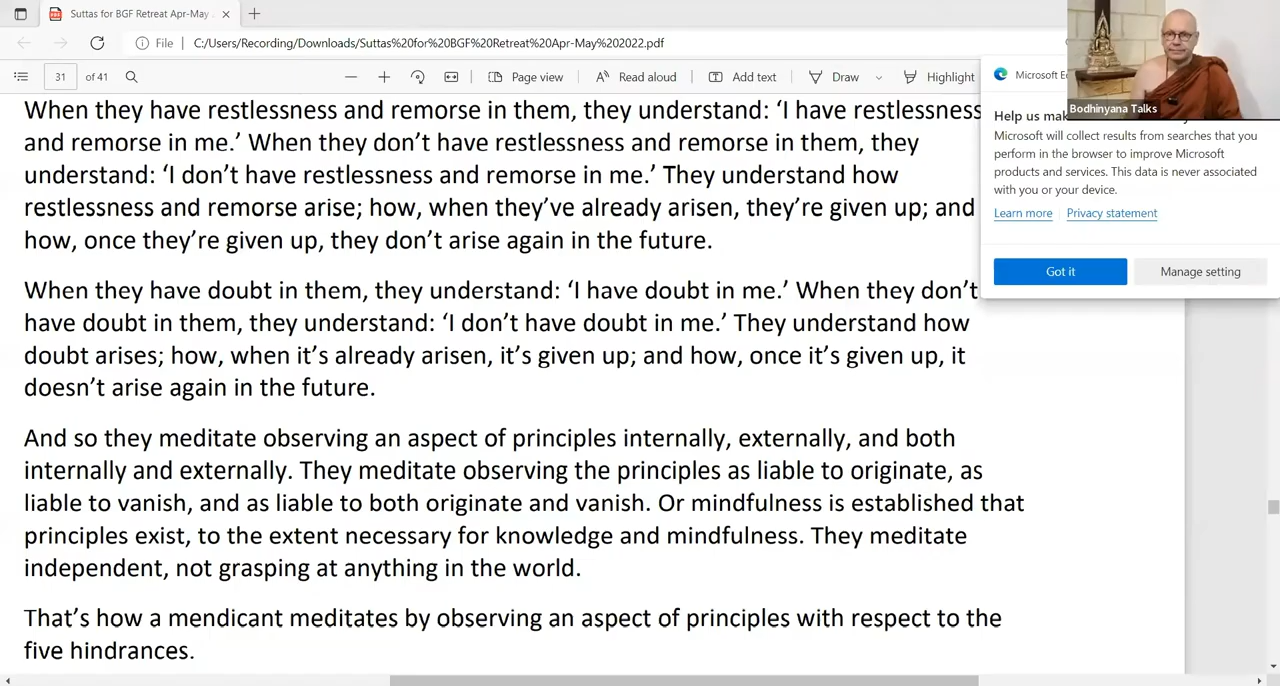 Suttas for BGF Retreat Apr-May
File
C:/Users/Recording/Downloads/Suttas%20for%20BGF%20Retreat%20Apr-May%202022.pdf
31 of 41
Page view
Read aloud
Add text
Draw
Highlight
When they have restlessness and remorse in them, they understand: ‘I have restlessness
and remorse in me.’ When they don’t have restlessness and remorse in them, they
understand: ‘I don’t have restlessness and remorse in me.’ They understand how
restlessness and remorse arise; how, when they’ve already arisen, they’re given up; and
how, once they’re given up, they don’t arise again in the future.
When they have doubt in them, they understand: ‘I have doubt in me.’ When they don’t
have doubt in them, they understand: ‘I don’t have doubt in me.’ They understand how
doubt arises; how, when it’s already arisen, it’s given up; and how, once it’s given up, it
doesn’t arise again in the future.
And so they meditate observing an aspect of principles internally, externally, and both
internally and externally. They meditate observing the principles as liable to originate, as
liable to vanish, and as liable to both originate and vanish. Or mindfulness is established that
principles exist, to the extent necessary for knowledge and mindfulness. They meditate
independent, not grasping at anything in the world.
That’s how a mendicant meditates by observing an aspect of principles with respect to the
five hindrances.
Bodhinyana Talks
Microsoft
Help us
Microsoft will collect results from searches that you
perform in the browser to improve Microsoft
products and services. This data is never associated
with you or your device.
Learn more
Privacy statement
Got it
Manage setting